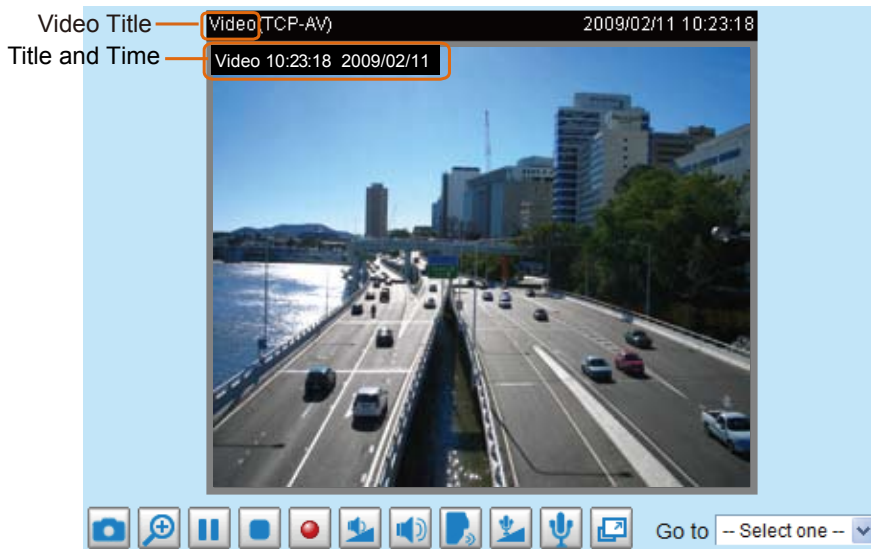 Video Title
Video(TCP-AV) 2009/02/11 10:23:18
Title and Time
Video 10:23:18 2009/02/11
Go to -- Select one --